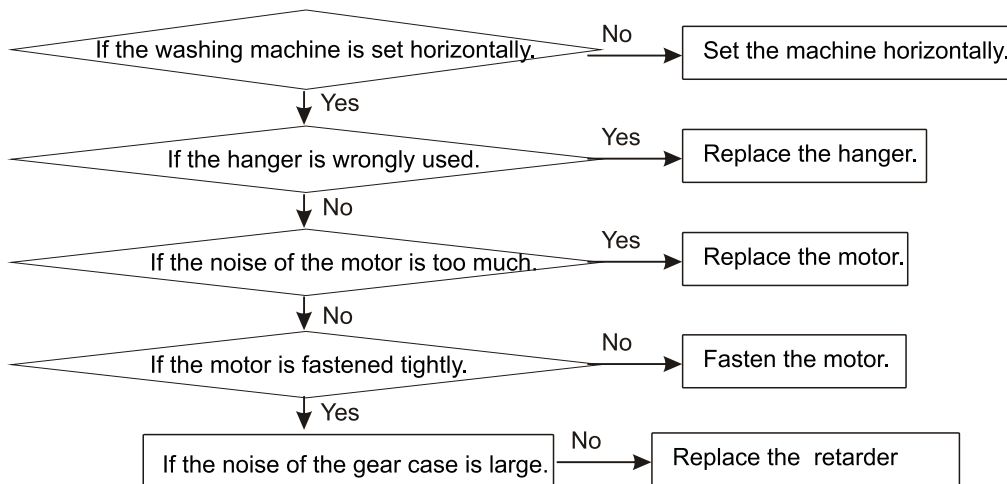 If the washing machine is set horizontally.
No
Set the machine horizontally.
Yes
If the hanger is wrongly used.
Yes
Replace the hanger.
No
If the noise of the motor is too much.
Yes
Replace the motor.
No
If the motor is fastened tightly.
No
Fasten the motor.
Yes
If the noise of the gear case is large.
No
Replace the retarder